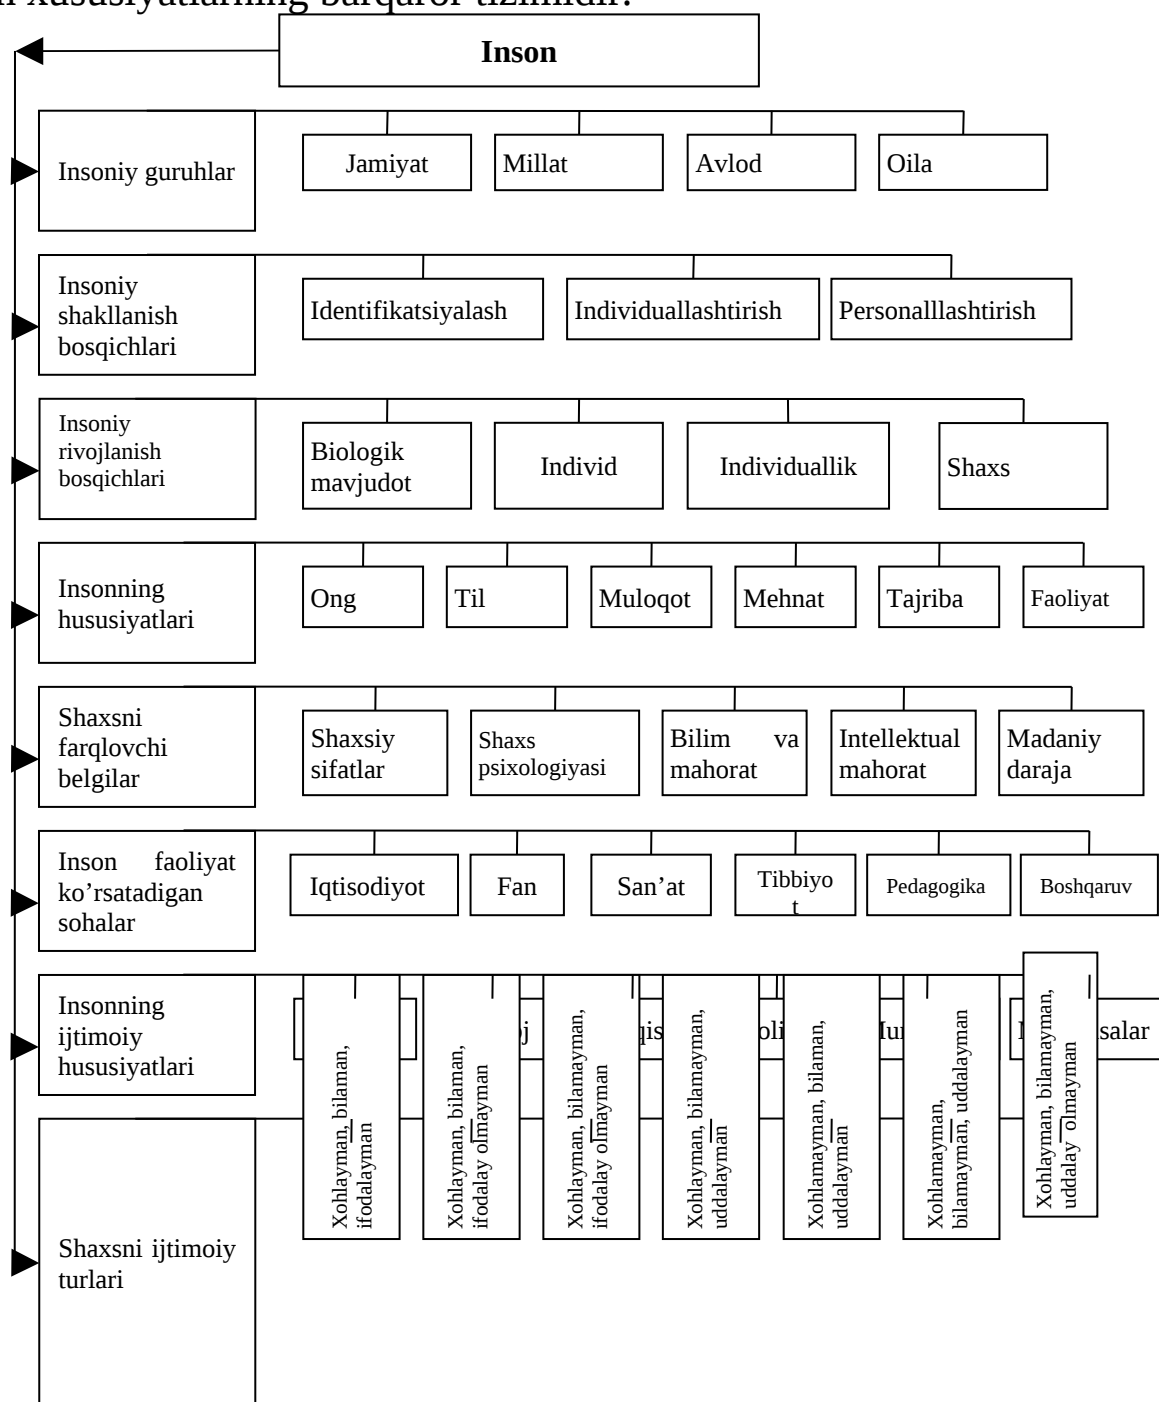 xususiyatlarning barqaror tizimidir.
Inson
Insoniy guruhlar
Jamiyat
Millat
Avlod
Oila
Insoniy
shakllanish
bosqichlari
Identifikatsiyalash
Individuallashtirish
Personalllashtirish
Insoniy
rivojlanish
bosqichlari
Biologik
mavjudot
Individ
Individuallik
Shaxs
Insonning
hususiyatlari
Ong
Til
Muloqot
Mehnat
Tajriba
Faoliyat
Shaxsni
farqlovchi
belgilar
Shaxsiy
sifatlar
Shaxs
psixologiyasi
Bilim va
mahorat
Intellektual
mahorat
Madaniy
daraja
Inson faoliyat
ko’rsatadigan
sohalar
Iqtisodiyot
Fan
San’at
Tibbiyo
t
Pedagogika
Boshqaruv
Insonning
ijtimoiy
hususiyatlari
Shaxsni ijtimoiy
turlari
Xohlayman, bilaman,
ifodalayman
Xohlayman, bilaman,
ifodalay olmayman
Xohlayman, bilamayman,
ifodalay olmayman
Xohlayman, bilamayman,
uddalayman
Xohlamayman, bilaman,
uddalayman
Xohlamayman,
bilamayman, uddalayman
Xohlayman, bilamayman,
uddalay olmayman